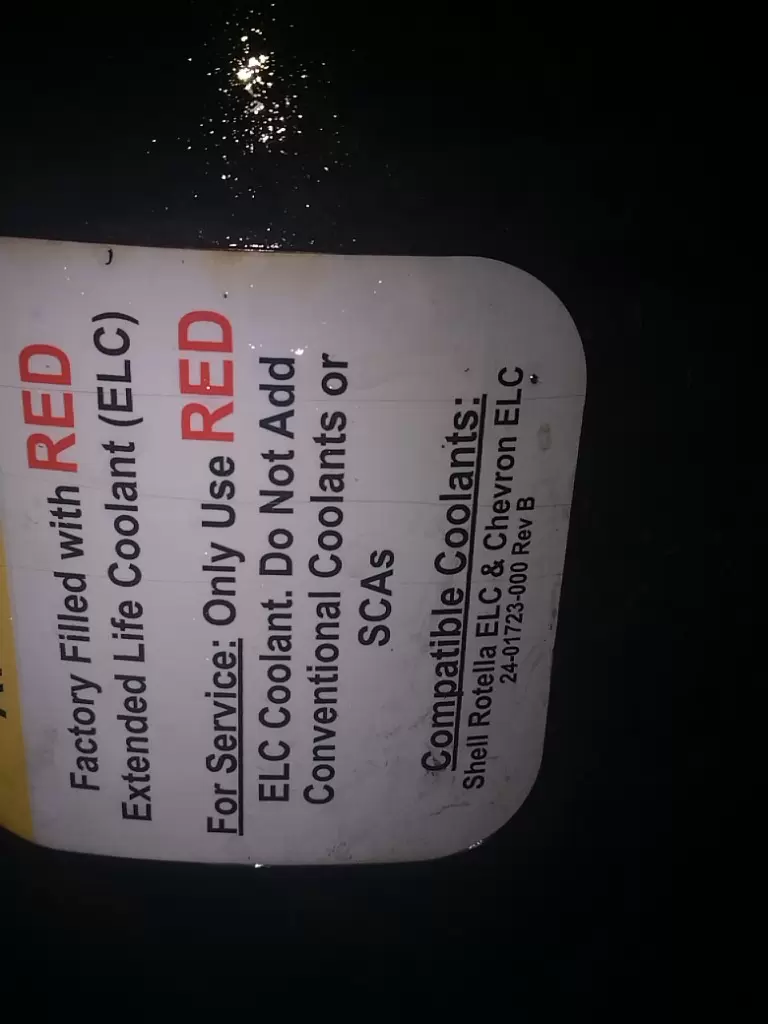 Factory Filled with RED
Extended Life Coolant (ELC)
For Service: Only Use RED
ELC Coolant. Do Not Add
Conventional Coolants or
SCAs
Compatible Coolants:
Shell Rotella ELC & Chevron ELC
24-01723-000 Rev B